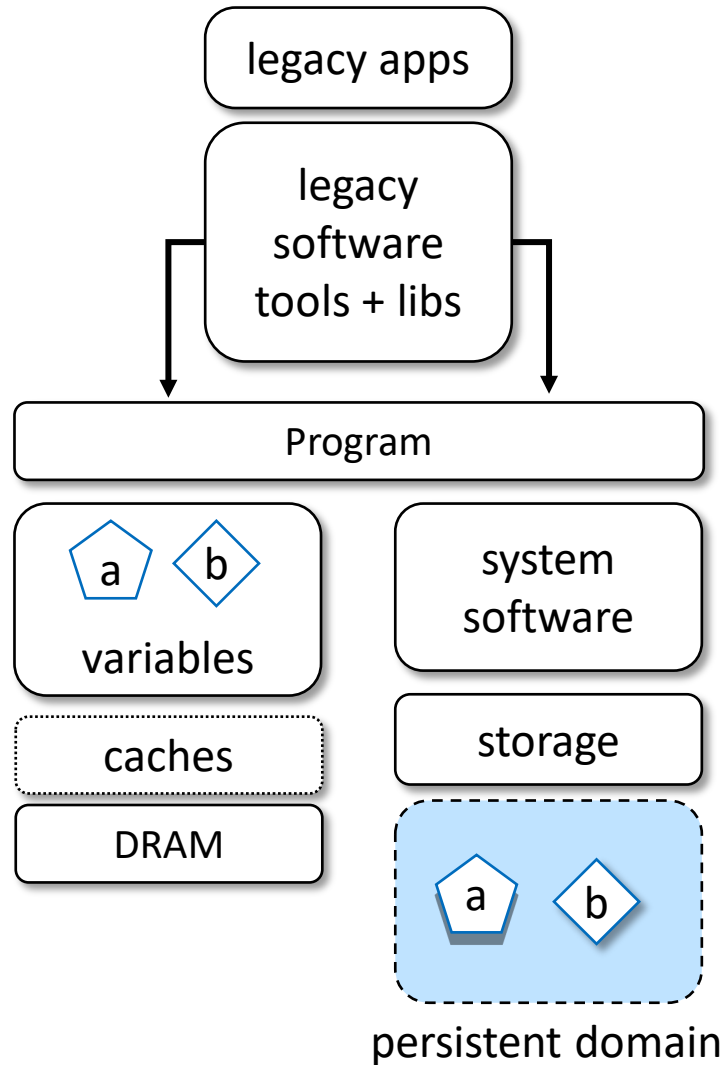 legacy apps
legacy
software
tools + libs
Program
a
b
variables
caches
DRAM
system
software
storage
a
b
persistent domain